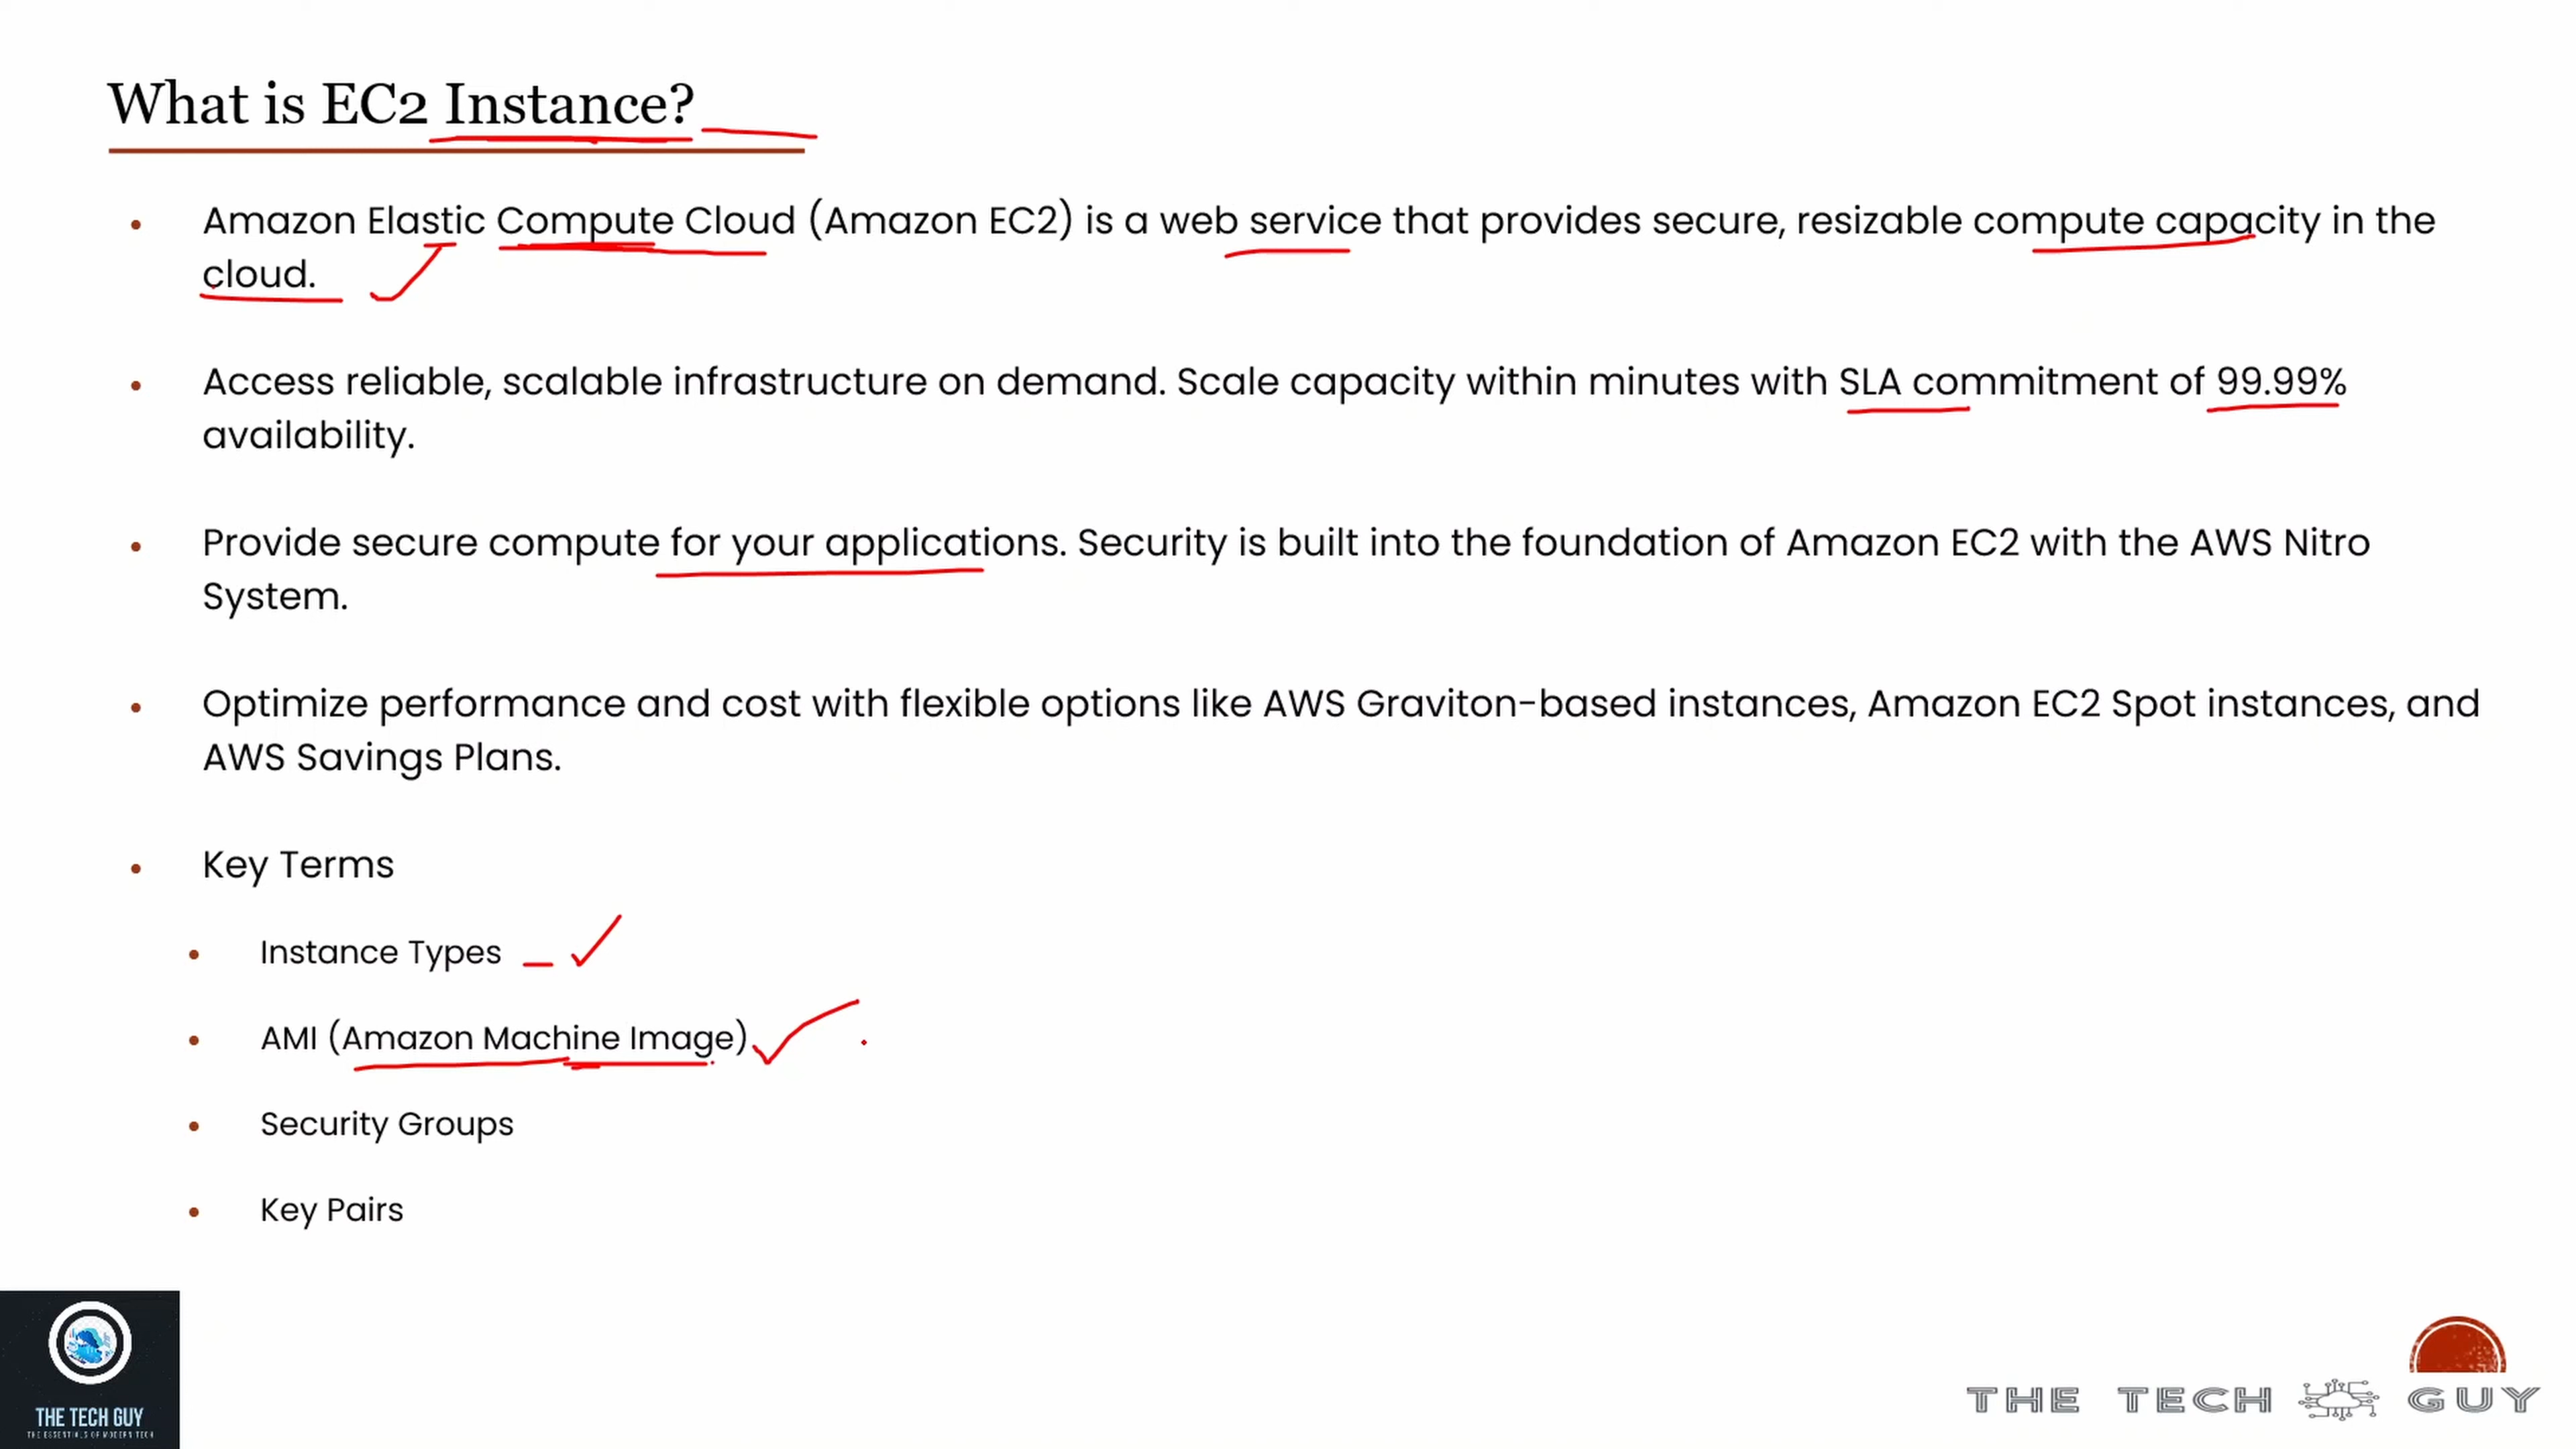 What is EC2 Instance?
• Amazon Elastic Compute Cloud (Amazon EC2) is a web service that provides secure, resizable compute capacity in the
cloud.
• Access reliable, scalable infrastructure on demand. Scale capacity within minutes with SLA commitment of 99.99%
availability.
• Provide secure compute for your applications. Security is built into the foundation of Amazon EC2 with the AWS Nitro
System.
• Optimize performance and cost with flexible options like AWS Graviton-based instances, Amazon EC2 Spot instances, and
AWS Savings Plans.
• Key Terms
• Instance Types
• AMI (Amazon Machine Image)
• Security Groups
• Key Pairs
THE TECH GUY
THE ESSENTIALS OF MODERN TECH
THE TECH GUY